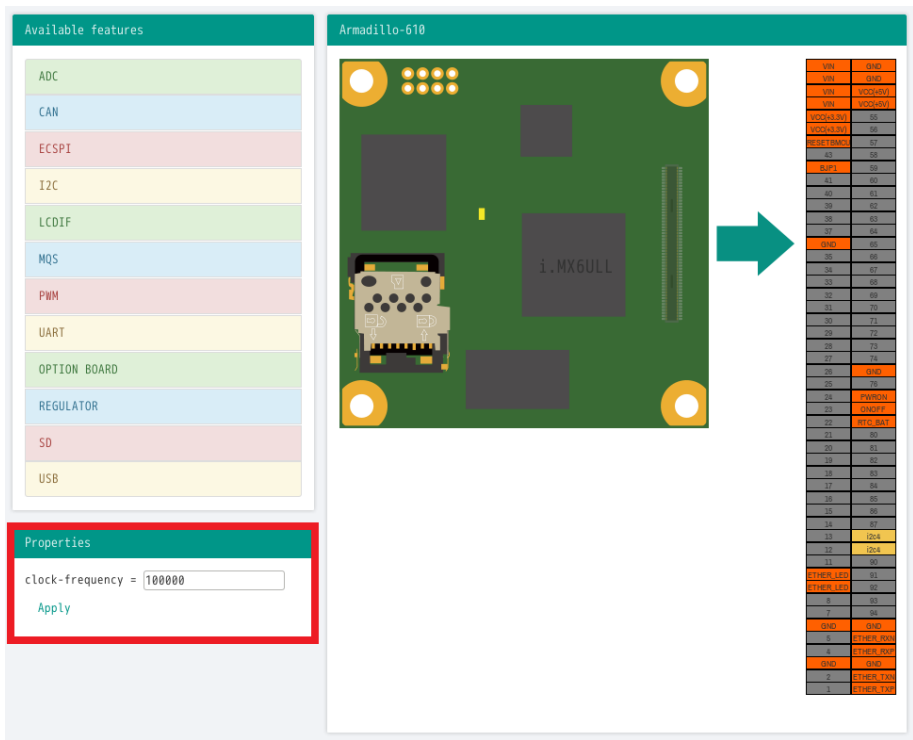 Available features
ADC
CAN
ECSPI
I2C
LCDIF
MQS
PWM
UART
OPTION BOARD
REGULATOR
SD
USB
Properties
clock-frequency = 100000
Apply
Armadillo-610
i.MX6ULL
VIN GND
VIN GND
VIN VCC(+5V)
VIN VCC(+5V)
VCC(+3.3V) 55
VCC(+3.3V) 56
RESETBMCU 57
43 58
BJP1 59
41 60
40 61
39 62
38 63
37 64
GND 65
35 66
34 67
33 68
32 69
31 70
30 71
29 72
28 73
27 74
26 GND
25 76
24 PWRON
23 ONOFF
22 RTC_BAT
21 80
20 81
19 82
18 83
17 84
16 85
15 86
14 87
13 i2c4
12 i2c4
11 90
ETHER_LED 91
ETHER_LED 92
8 93
7 94
GND GND
5 ETHER_RXN
4 ETHER_RXP
GND GND
2 ETHER_TXN
1 ETHER_TXP